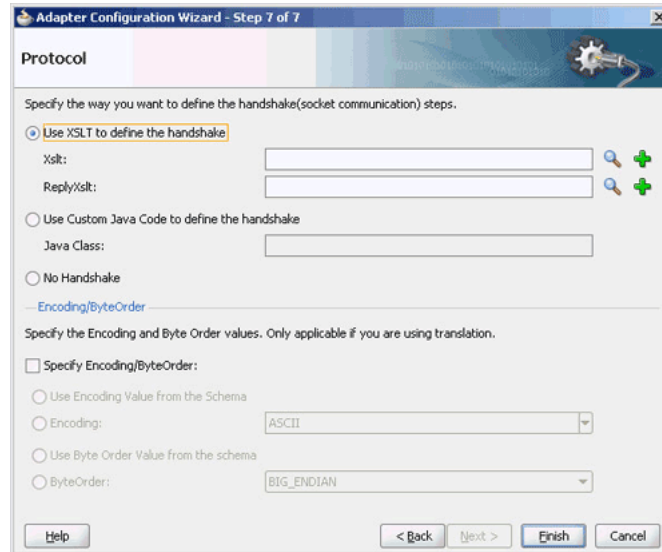 Adapter Configuration Wizard - Step 7 of 7
Protocol
Specify the way you want to define the handshake(socket communication) steps.
Use XSLT to define the handshake
Xslt:
ReplyXslt:
Use Custom Java Code to define the handshake
Java Class:
No Handshake
Encoding/ByteOrder
Specify the Encoding and Byte Order values. Only applicable if you are using translation.
Specify Encoding/ByteOrder:
Use Encoding Value from the Schema
Encoding: ASCII
Use Byte Order Value from the schema
ByteOrder: BIG_ENDIAN
Help < Back Next > Finish Cancel